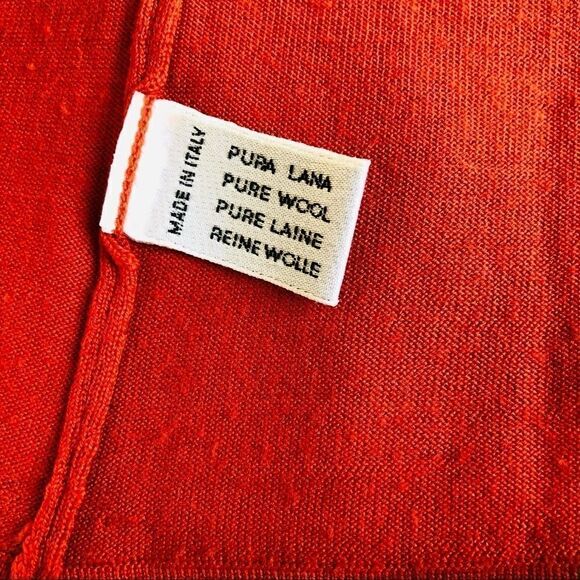 MADE IN ITALY
PURA LANA
PURE WOOL
PURE LAINE
REINE WOLLE